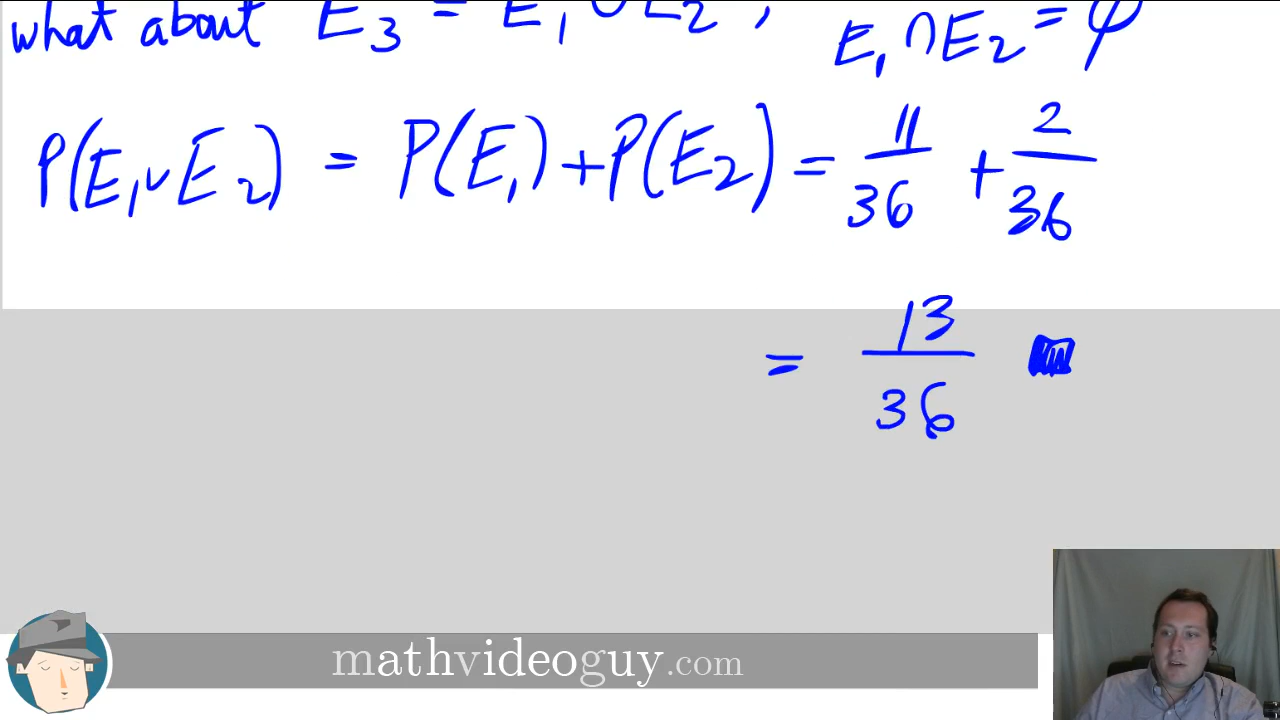 what about E₃ = E₁ ∪ E₂, E₁ ∩ E₂ = φ
P(E₁ ∪ E₂) = P(E₁) + P(E₂) = 11/36 + 2/36
= 13/36
mathvideoguy.com